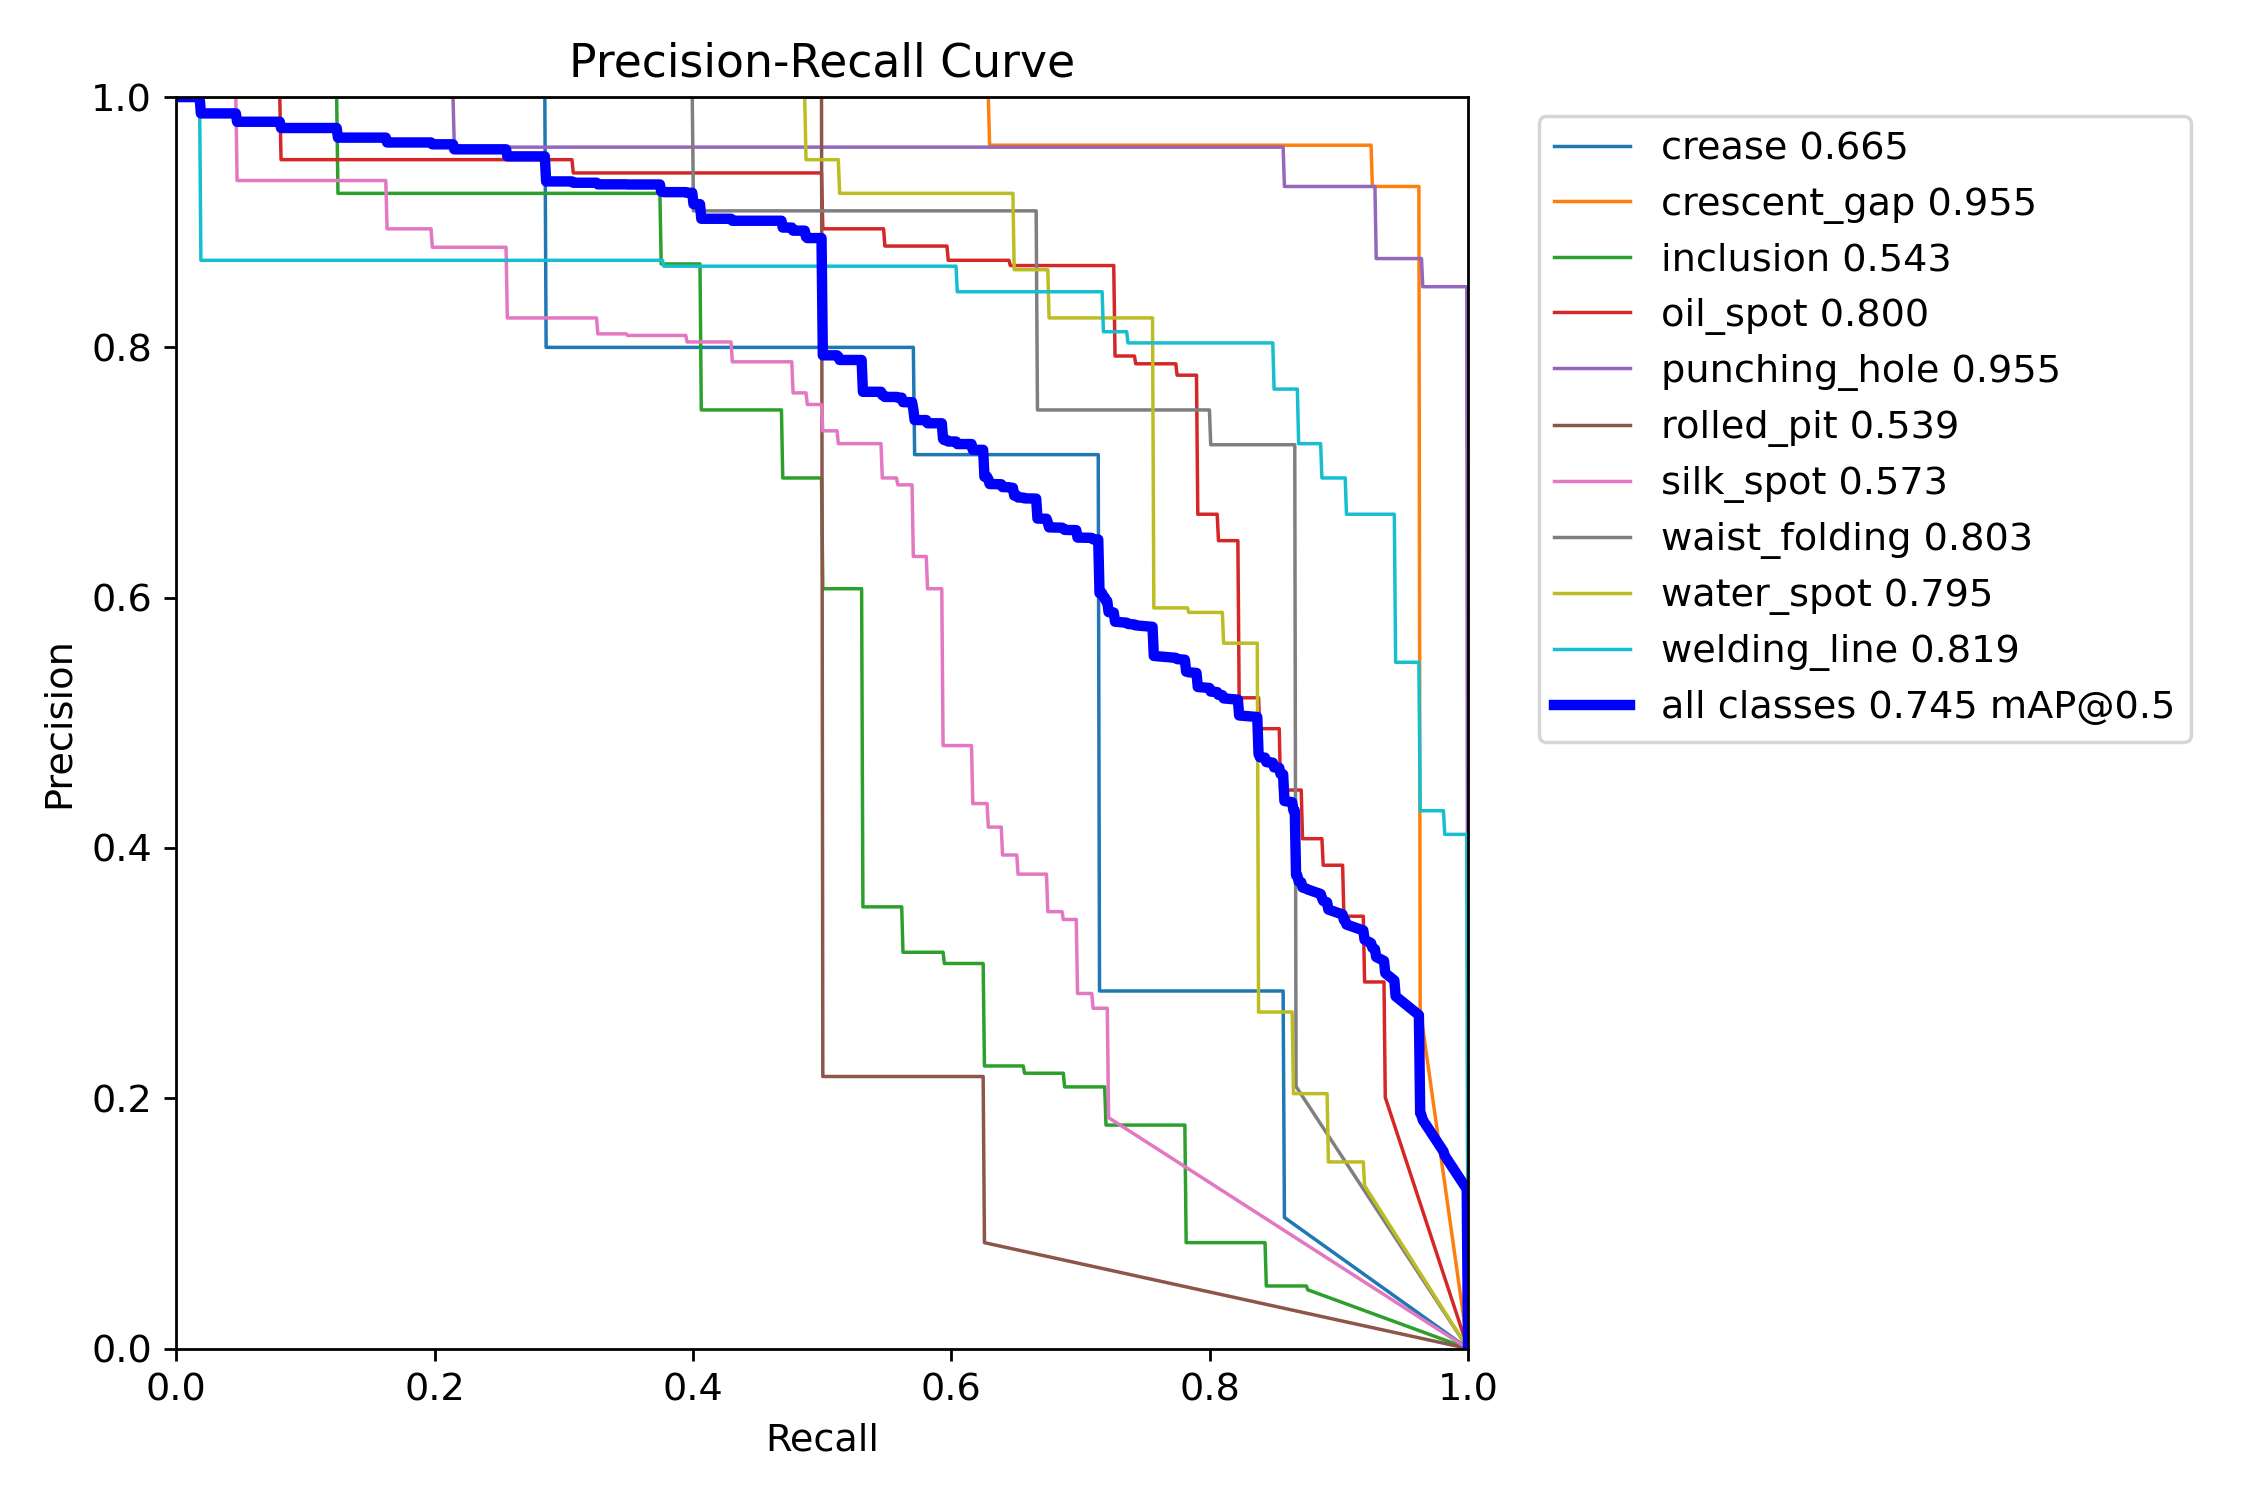 Precision-Recall Curve
1.0
0.8
0.6
0.4
0.2
0.0
Precision
0.0 0.2 0.4 0.6 0.8 1.0
Recall
crease 0.665
crescent_gap 0.955
inclusion 0.543
oil_spot 0.800
punching_hole 0.955
rolled_pit 0.539
silk_spot 0.573
waist_folding 0.803
water_spot 0.795
welding_line 0.819
all classes 0.745 mAP@0.5